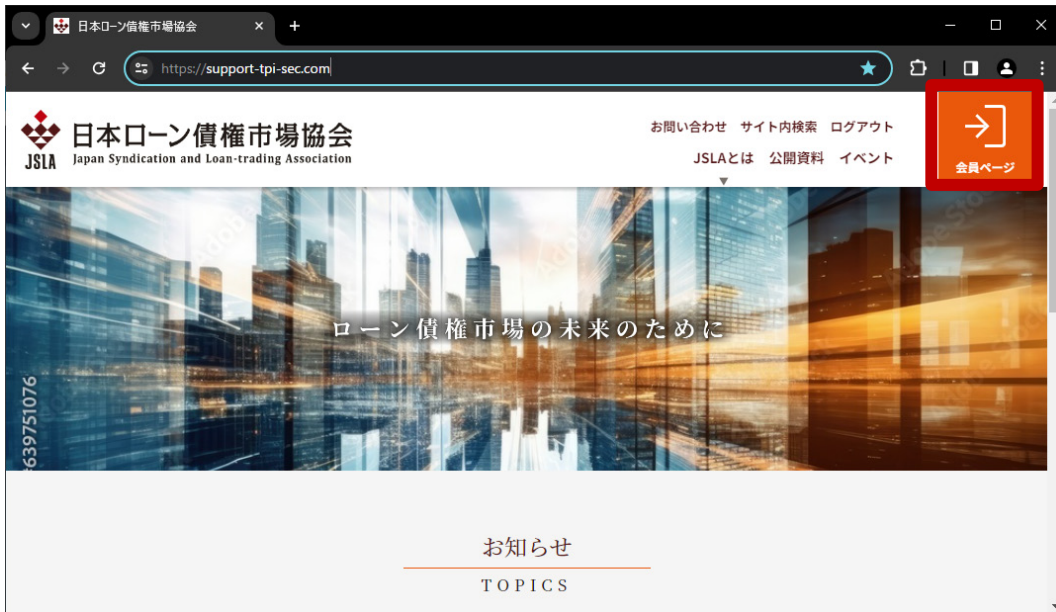 日本ローン債権市場協会
https://support-tpi-sec.com
JSLA
日本ローン債権市場協会
Japan Syndication and Loan-trading Association
お問い合わせ サイト内検索 ログアウト
JSLAとは 公開資料 イベント
会員ページ
ローン債権市場の未来のために
#639751076
お知らせ
TOPICS